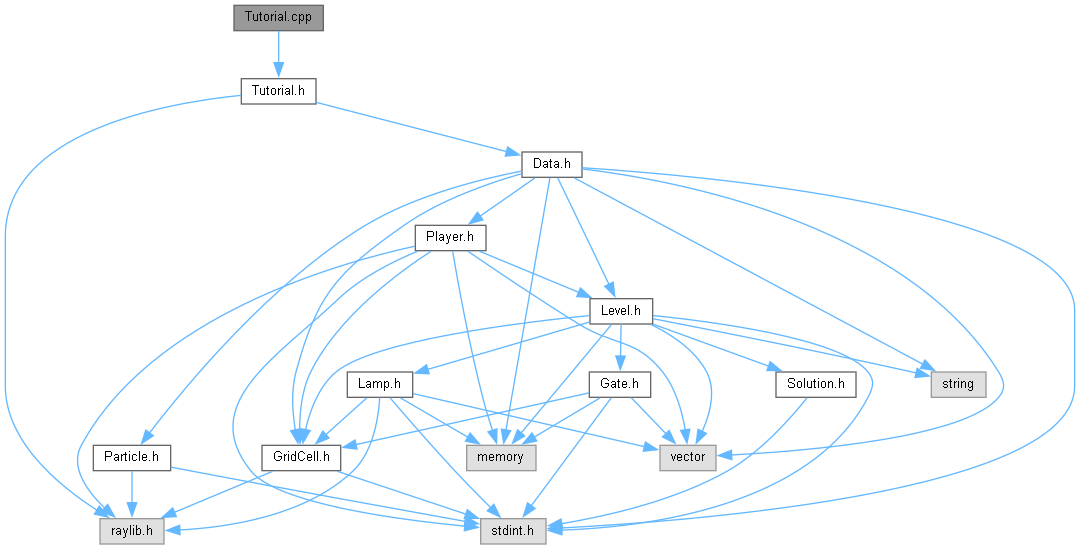 Tutorial.cpp
Tutorial.h
Data.h
Player.h
Level.h
Lamp.h
Gate.h
Solution.h
string
Particle.h
GridCell.h
memory
vector
raylib.h
stdint.h